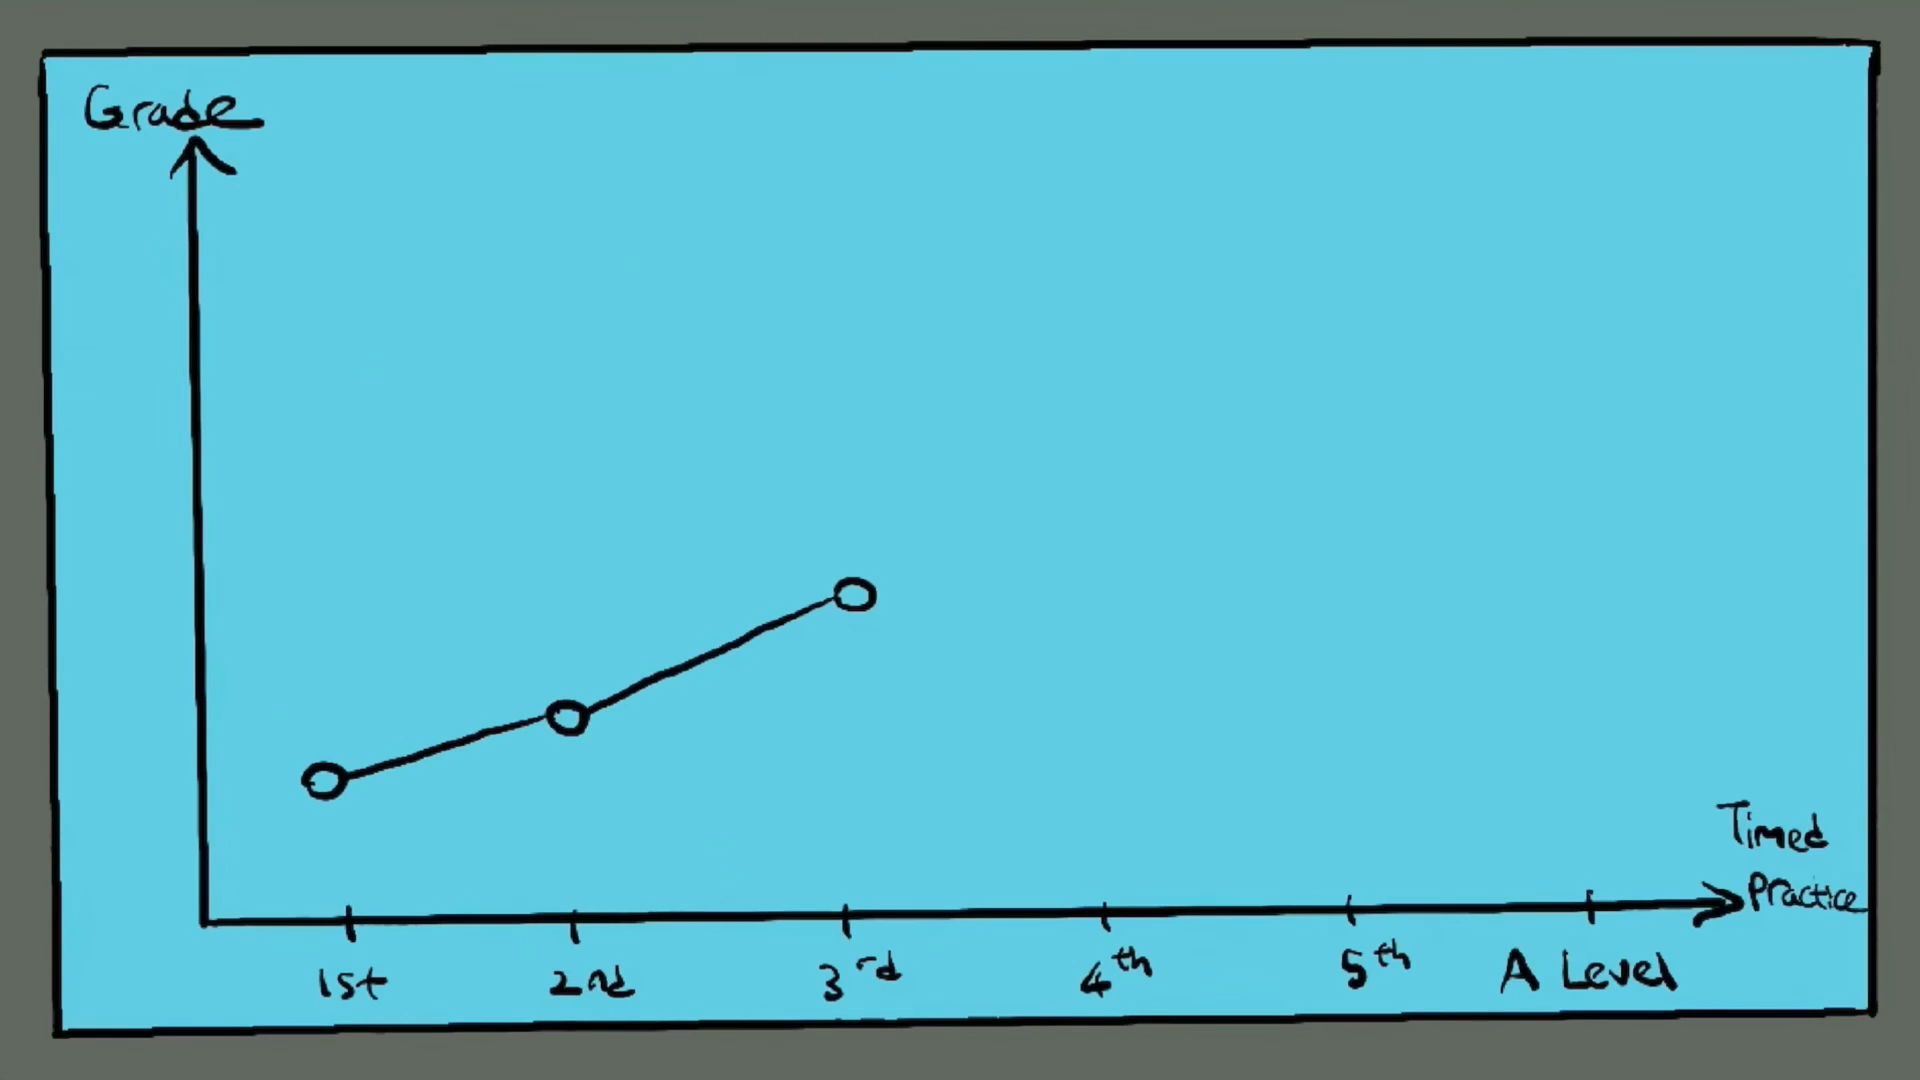 Grade
Timed
Practice
1st
2nd
3rd
4th
5th
A Level